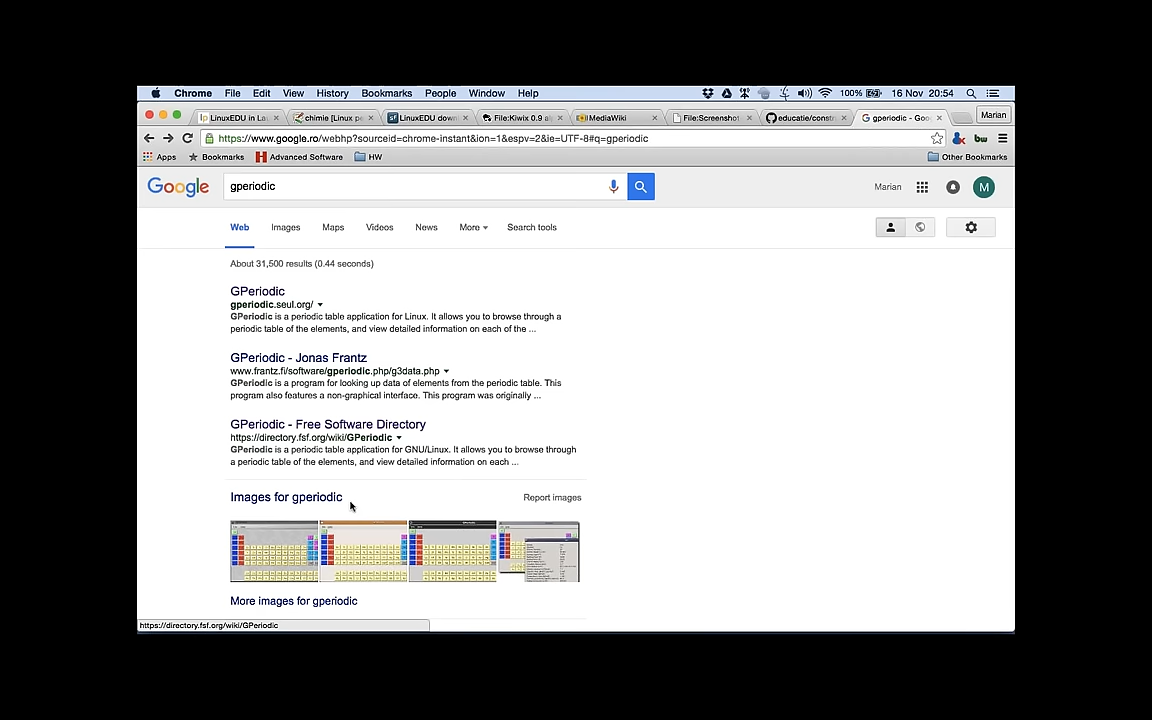 Chrome File Edit View History Bookmarks People Window Help 100% 16 Nov 20:54
LinuxEDU in La chimie [Linux pe LinuxEDU down File:Kiwix 0.9 al MediaWiki File:Screenshot educatie/constru gperiodic - Goo Marian
https://www.google.ro/webhp?sourceid=chrome-instant&ion=1&espv=2&ie=UTF-8#q=gperiodic
Apps Bookmarks Advanced Software HW Other Bookmarks
Google gperiodic Marian M
Web Images Maps Videos News More Search tools
About 31,500 results (0.44 seconds)
GPeriodic
gperiodic.seul.org/
GPeriodic is a periodic table application for Linux. It allows you to browse through a
periodic table of the elements, and view detailed information on each of the ...
GPeriodic - Jonas Frantz
www.frantz.fi/software/gperiodic.php/g3data.php
GPeriodic is a program for looking up data of elements from the periodic table. This
program also features a non-graphical interface. This program was originally ...
GPeriodic - Free Software Directory
https://directory.fsf.org/wiki/GPeriodic
GPeriodic is a periodic table application for GNU/Linux. It allows you to browse through
a periodic table of the elements, and view detailed information on each ...
Images for gperiodic Report images
More images for gperiodic
https://directory.fsf.org/wiki/GPeriodic